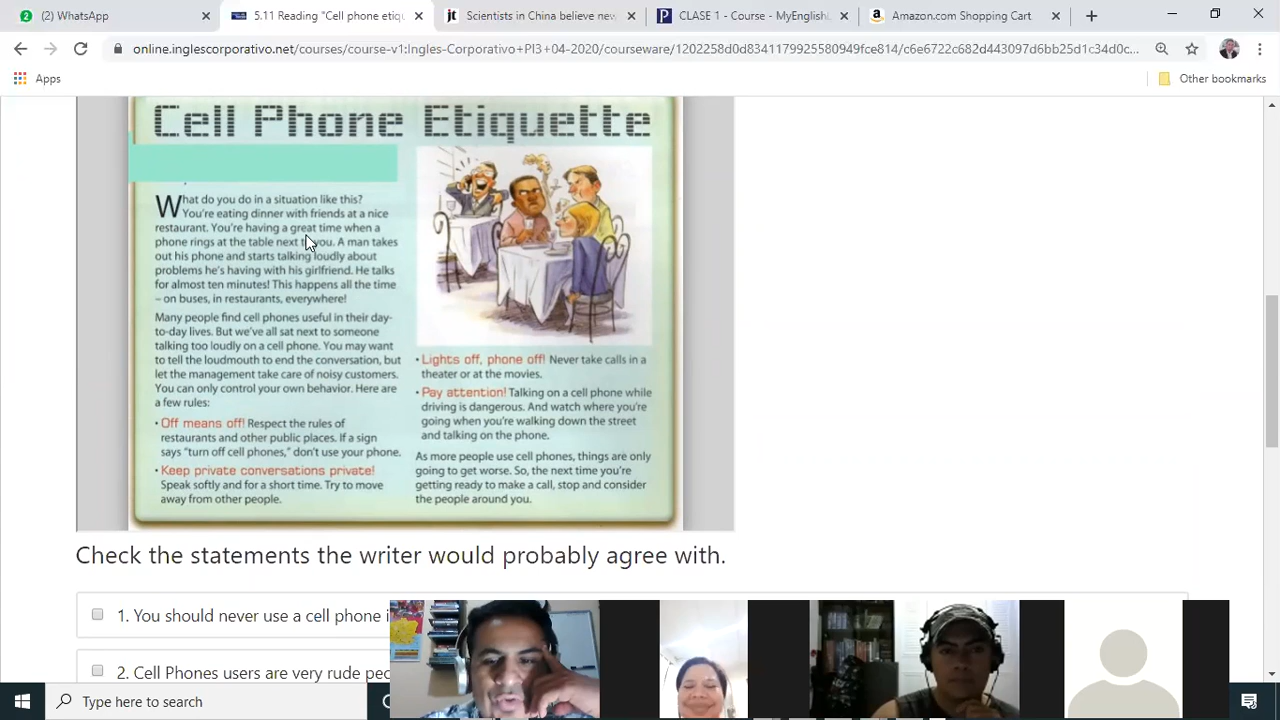 (2) WhatsApp
5.11 Reading "Cell phone etiq
Scientists in China believe new
CLASE 1 - Course - MyEnglishL
Amazon.com Shopping Cart
online.inglescorporativo.net/courses/course-v1:Ingles-Corporativo+PI3+04-2020/courseware/1202258d0d8341179925580949fce814/c6e6722c682d443097d6bb25d1c34d0c...
Apps
Other bookmarks
Cell Phone Etiquette
What do you do in a situation like this?
You're eating dinner with friends at a nice
restaurant. You're having a great time when a
phone rings at the table next to you. A man takes
out his phone and starts talking loudly about
problems he's having with his girlfriend. He talks
for almost ten minutes! This happens all the time
– on buses, in restaurants, everywhere!
Many people find cell phones useful in their day-
to-day lives. But we've all sat next to someone
talking too loudly on a cell phone. You may want
to tell the loudmouth to end the conversation, but
let the management take care of noisy customers.
You can only control your own behavior. Here are
a few rules:
• Off means off! Respect the rules of
restaurants and other public places. If a sign
says "turn off cell phones," don't use your phone.
• Keep private conversations private!
Speak softly and for a short time. Try to move
away from other people.
• Lights off, phone off! Never take calls in a
theater or at the movies.
• Pay attention! Talking on a cell phone while
driving is dangerous. And watch where you're
going when you're walking down the street
and talking on the phone.
As more people use cell phones, things are only
going to get worse. So, the next time you're
getting ready to make a call, stop and consider
the people around you.
Check the statements the writer would probably agree with.
1. You should never use a cell phone i
2. Cell Phones users are very rude pe
Type here to search